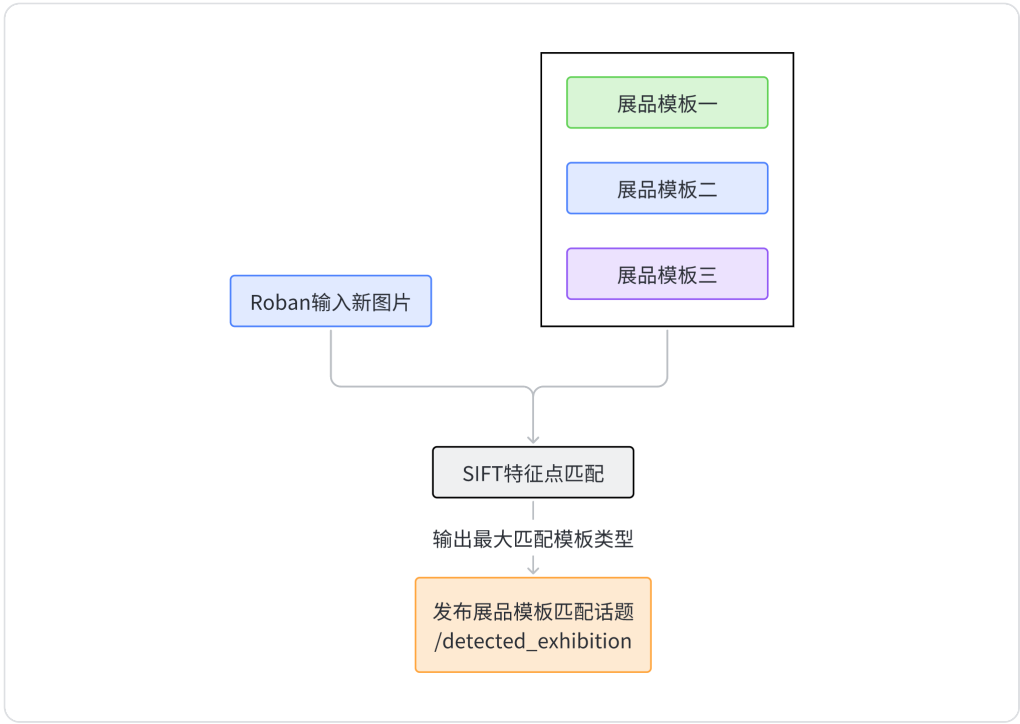 展品模板一
展品模板二
展品模板三
Roban输入新图片
SIFT特征点匹配
输出最大匹配模板类型
发布展品模板匹配话题
/detected_exhibition